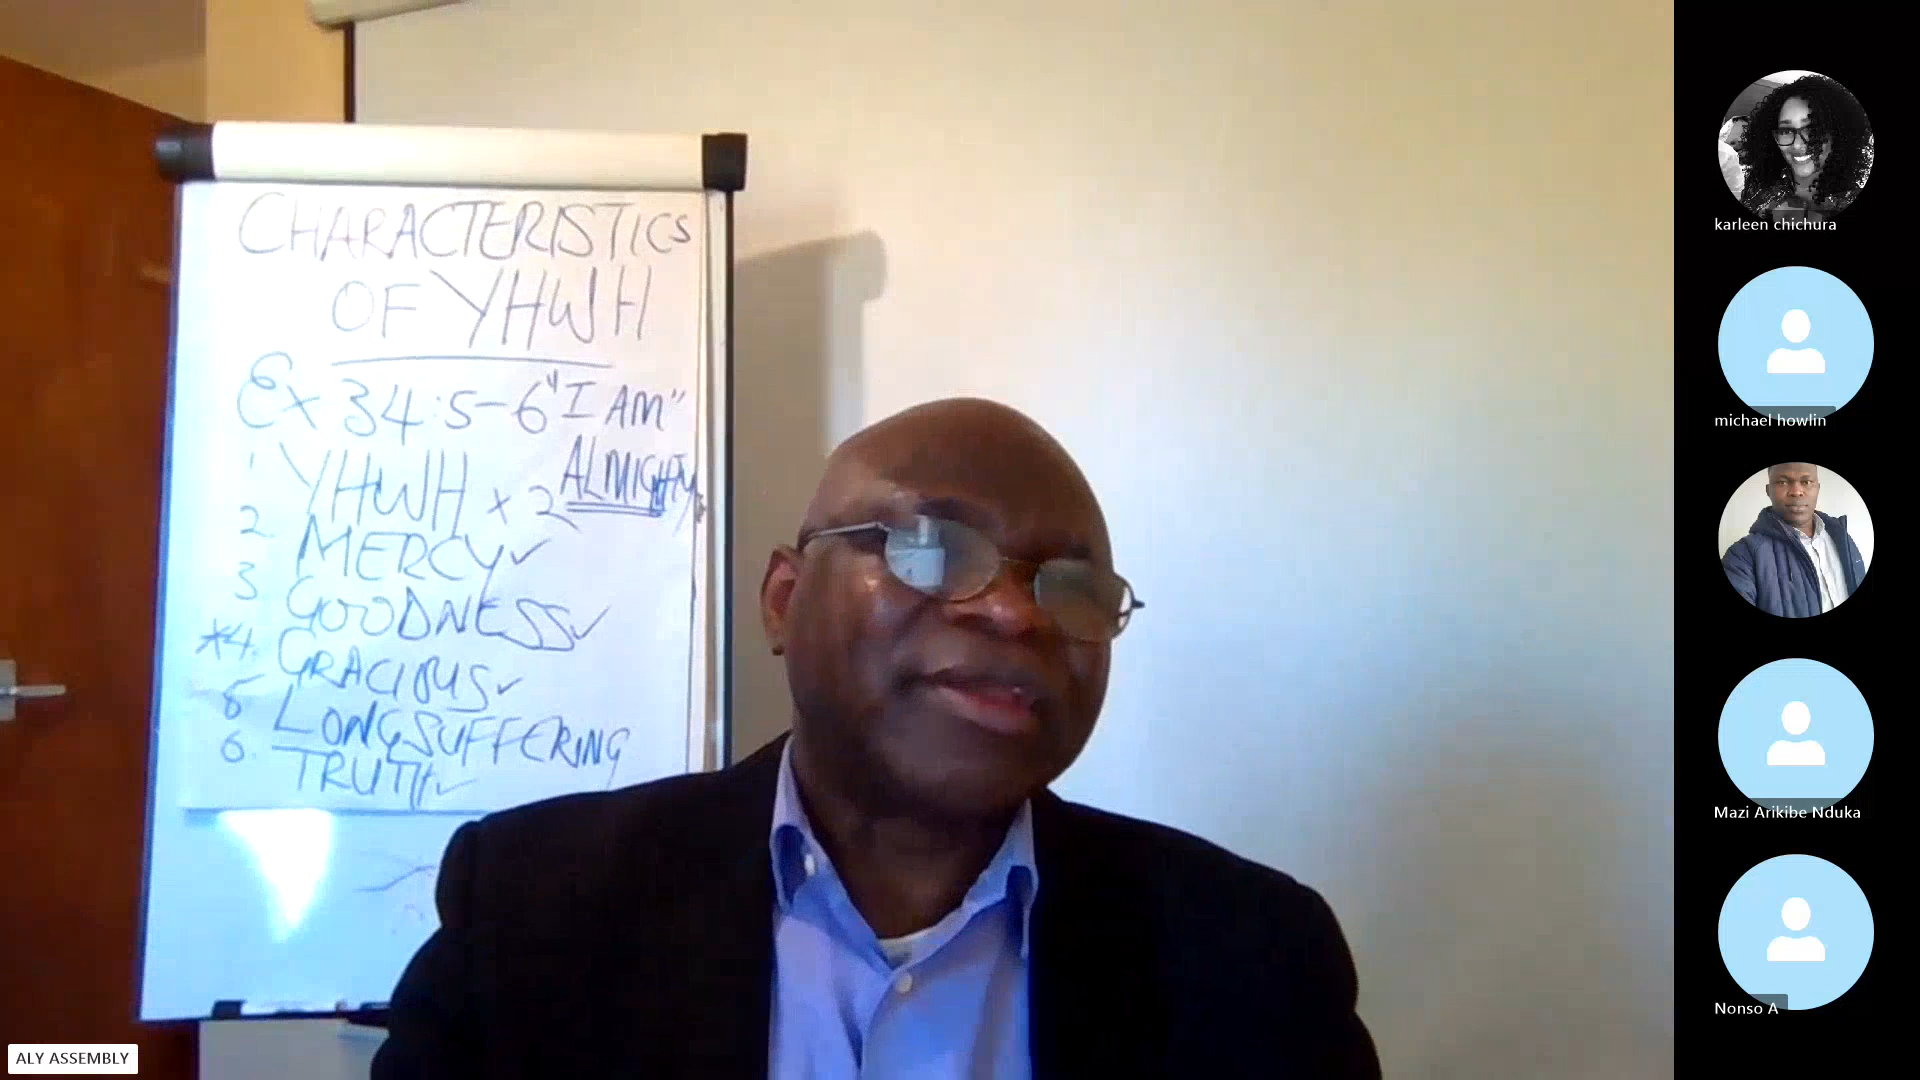 CHARACTERISTICS
OF YHWH
Ex 34:5-6 "I AM"
1 YHWH x 2 ALMIGHTY
2 MERCY ✓
3 GOODNESS ✓
*4. GRACIOUS ✓
5 LONGSUFFERING
6. TRUTH ✓
ALY ASSEMBLY
karleen chichura
michael howlin
Mazi Arikibe Nduka
Nonso A